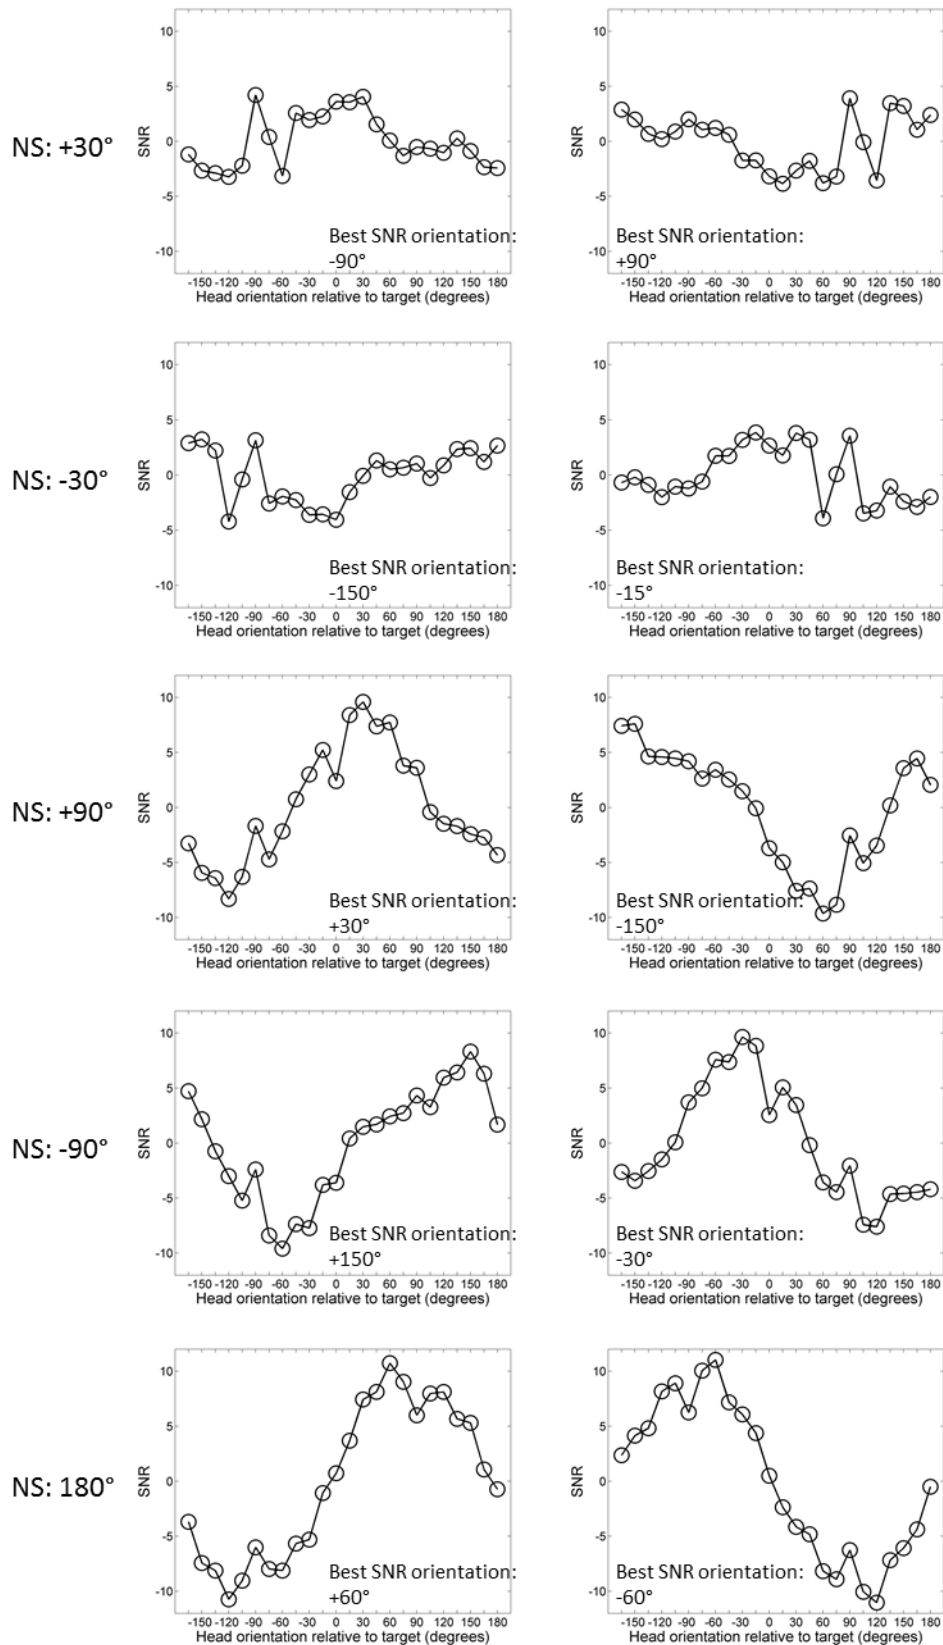 NS: +30°
10
5
0
-5
-10
SNR
Best SNR orientation:
-90°
-150 -120 -90 -60 -30 0 30 60 90 120 150 180
Head orientation relative to target (degrees)
10
5
0
-5
-10
SNR
Best SNR orientation:
+90°
-150 -120 -90 -60 -30 0 30 60 90 120 150 180
Head orientation relative to target (degrees)
NS: -30°
10
5
0
-5
-10
SNR
Best SNR orientation:
-150°
-150 -120 -90 -60 -30 0 30 60 90 120 150 180
Head orientation relative to target (degrees)
10
5
0
-5
-10
SNR
Best SNR orientation:
-15°
-150 -120 -90 -60 -30 0 30 60 90 120 150 180
Head orientation relative to target (degrees)
NS: +90°
10
5
0
-5
-10
SNR
Best SNR orientation:
+30°
-150 -120 -90 -60 -30 0 30 60 90 120 150 180
Head orientation relative to target (degrees)
10
5
0
-5
-10
SNR
Best SNR orientation:
-150°
-150 -120 -90 -60 -30 0 30 60 90 120 150 180
Head orientation relative to target (degrees)
NS: -90°
10
5
0
-5
-10
SNR
Best SNR orientation:
+150°
-150 -120 -90 -60 -30 0 30 60 90 120 150 180
Head orientation relative to target (degrees)
10
5
0
-5
-10
SNR
Best SNR orientation:
-30°
-150 -120 -90 -60 -30 0 30 60 90 120 150 180
Head orientation relative to target (degrees)
NS: 180°
10
5
0
-5
-10
SNR
Best SNR orientation:
+60°
-150 -120 -90 -60 -30 0 30 60 90 120 150 180
Head orientation relative to target (degrees)
10
5
0
-5
-10
SNR
Best SNR orientation:
-60°
-150 -120 -90 -60 -30 0 30 60 90 120 150 180
Head orientation relative to target (degrees)